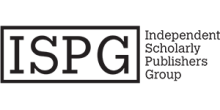 ISPG
Independent
Scholarly
Publishers
Group